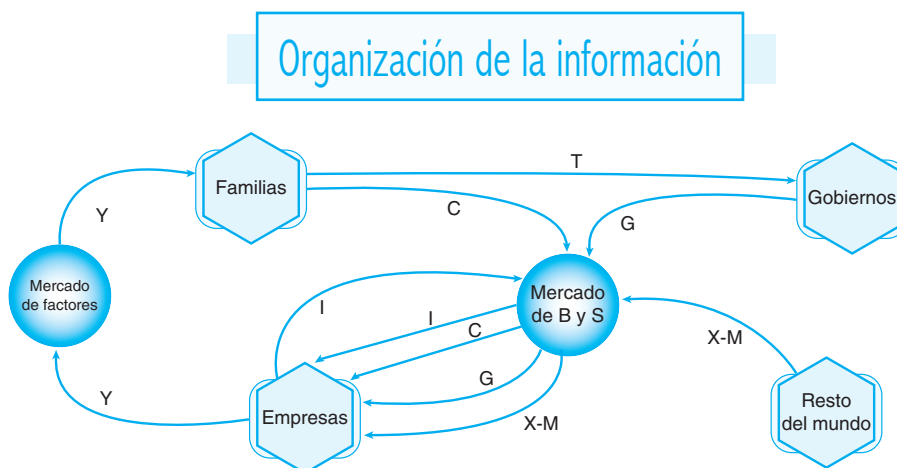 Organización de la información
T
Familias
Gobiernos
Y
C
G
Mercado
de factores
I
Mercado
de B y S
I
C
X-M
G
Y
Empresas
X-M
Resto
del mundo